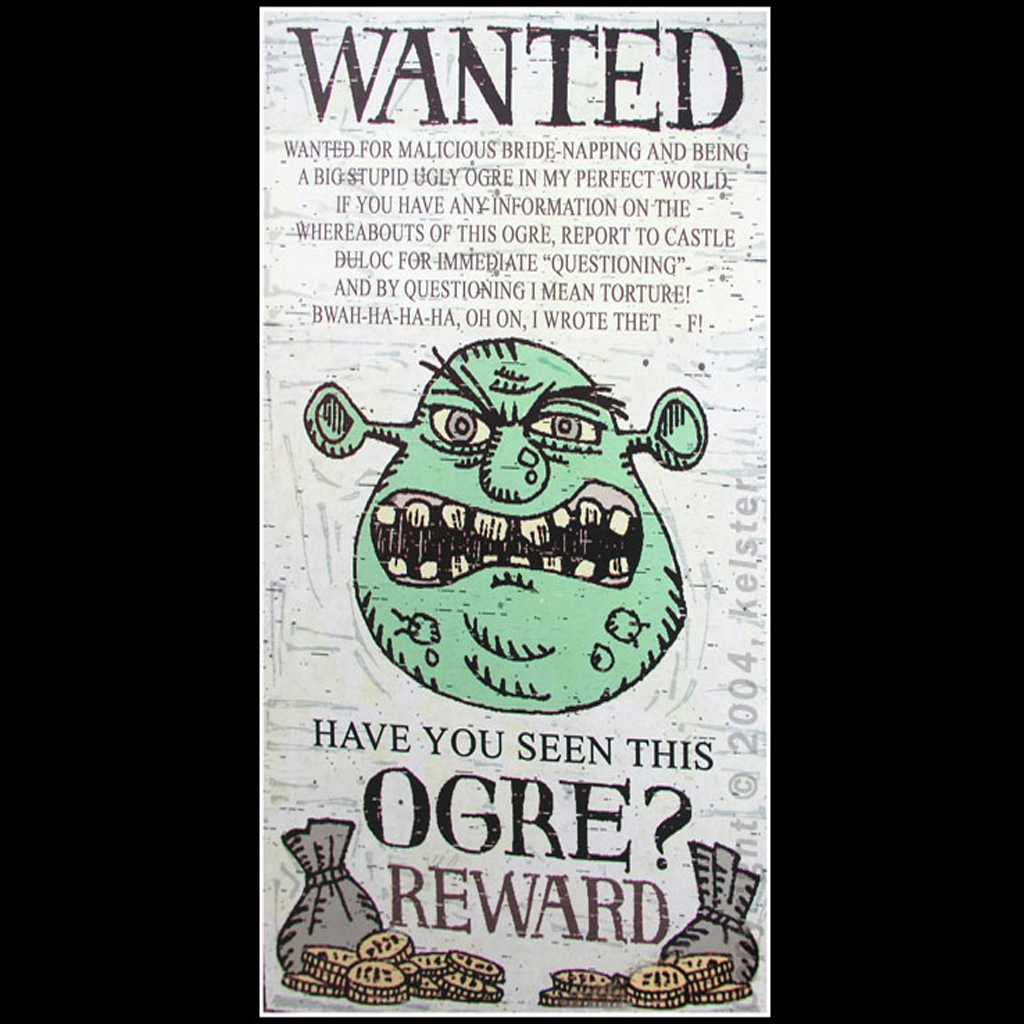 WANTED
WANTED FOR MALICIOUS BRIDE-NAPPING AND BEING
A BIG STUPID UGLY OGRE IN MY PERFECT WORLD.
IF YOU HAVE ANY INFORMATION ON THE
WHEREABOUTS OF THIS OGRE, REPORT TO CASTLE
DULOC FOR IMMEDIATE “QUESTIONING”
AND BY QUESTIONING I MEAN TORTURE!
BWAH-HA-HA-HA, OH ON, I WROTE THET - F! -
HAVE YOU SEEN THIS
OGRE?
REWARD
© 2004, kelster